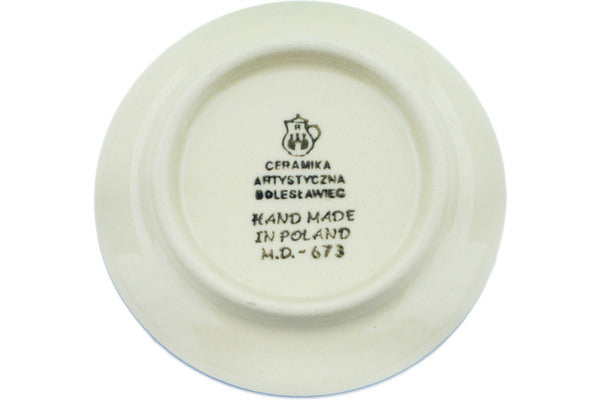 CERAMIKA
ARTYSTYCZNA
BOLESŁAWIEC
HAND MADE
IN POLAND
M.D.-673